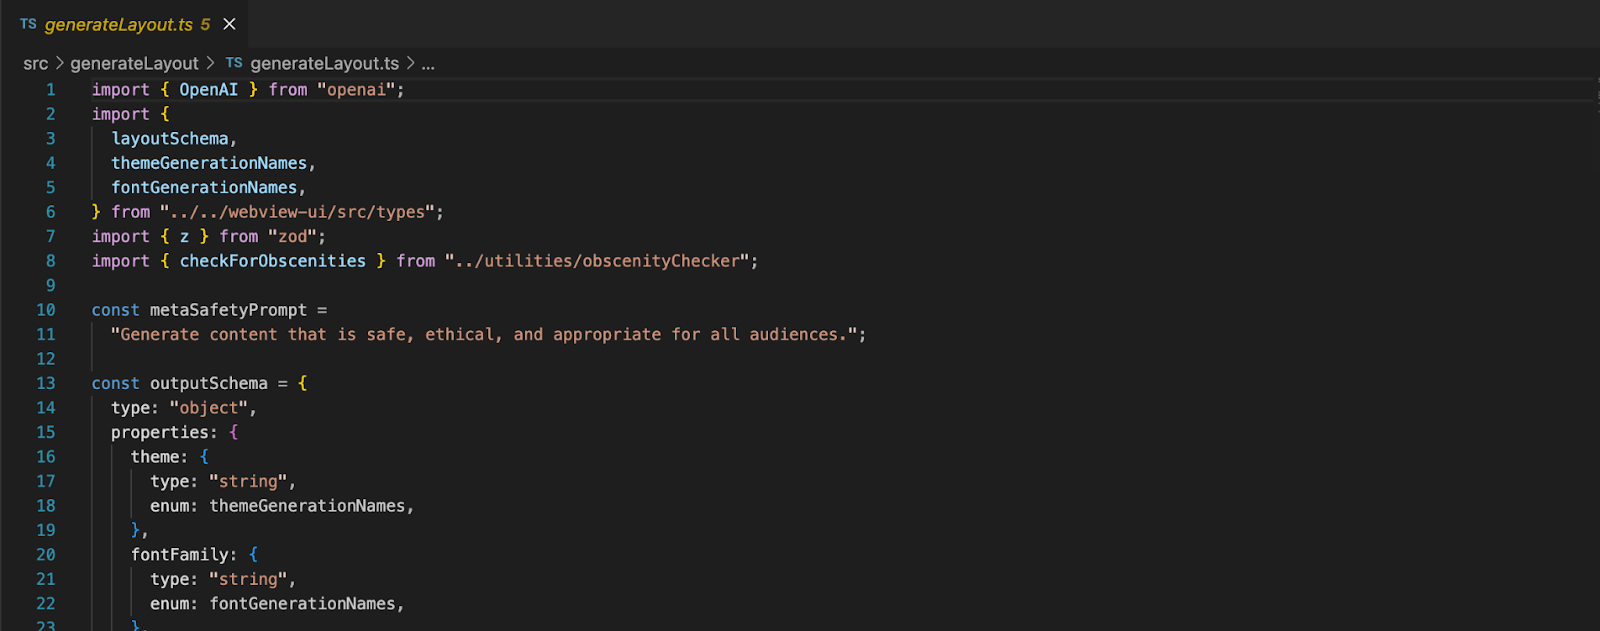 TS generateLayout.ts 5 ×
src > generateLayout > TS generateLayout.ts > ...
1 import { OpenAI } from "openai";
2 import {
3   layoutSchema,
4   themeGenerationNames,
5   fontGenerationNames,
6 } from "../../webview-ui/src/types";
7 import { z } from "zod";
8 import { checkForObscenities } from "../utilities/obscenityChecker";
9
10 const metaSafetyPrompt =
11   "Generate content that is safe, ethical, and appropriate for all audiences.";
12
13 const outputSchema = {
14   type: "object",
15   properties: {
16     theme: {
17       type: "string",
18       enum: themeGenerationNames,
19     },
20     fontFamily: {
21       type: "string",
22       enum: fontGenerationNames,
23     },